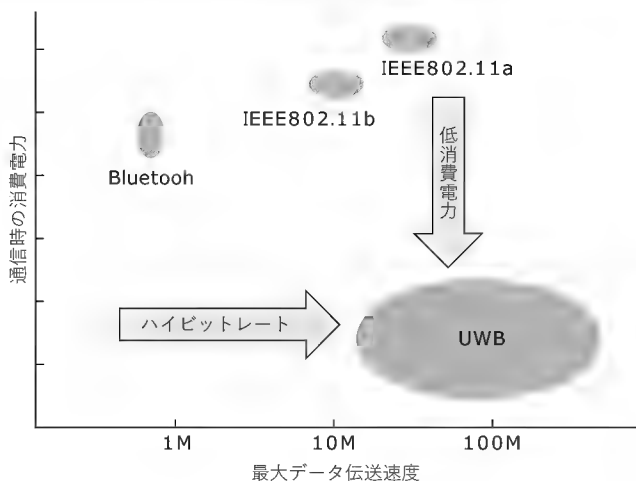 IEEE802.11a
IEEE802.11b
Bluetooh
低消費電力
ハイビットレート
UWB
通信時の消費電力
1M
10M
100M
最大データ伝送速度